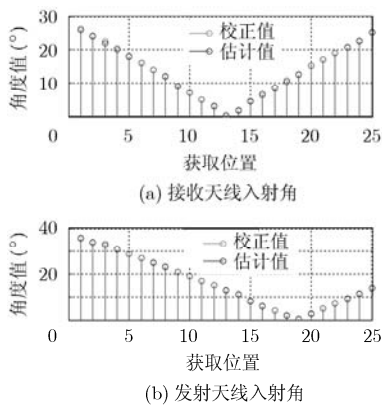 30
20
10
0
角度值 (°)
校正值
估计值
5 10 15 20 25
获取位置
(a) 接收天线入射角
40
20
0
角度值 (°)
校正值
估计值
5 10 15 20 25
获取位置
(b) 发射天线入射角